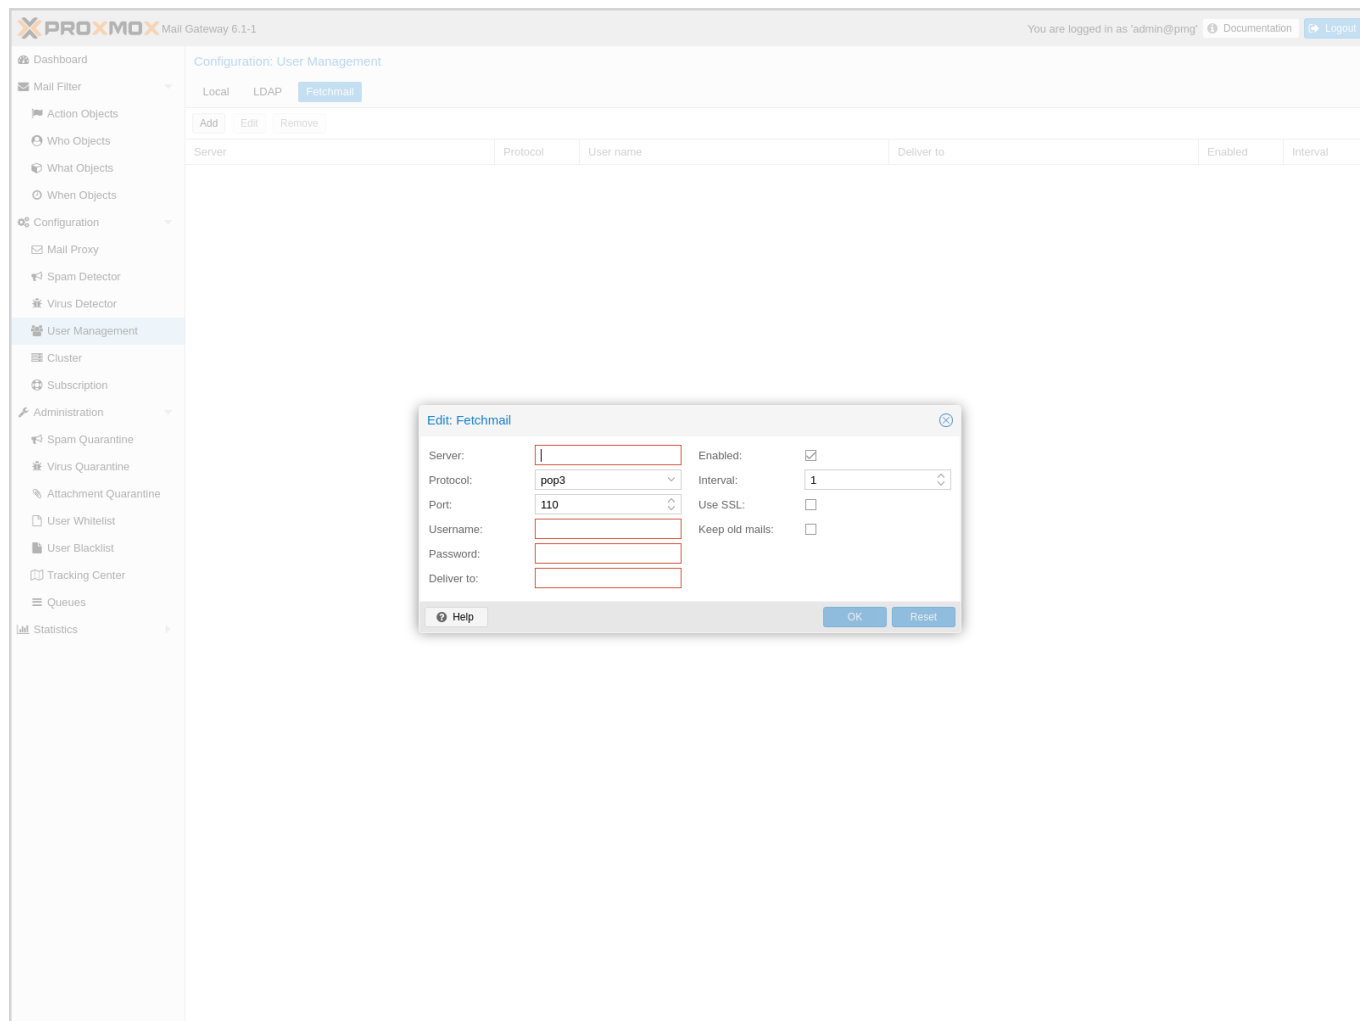 PROXMOX Mail Gateway 6.1-1 You are logged in as 'admin@pmg' Documentation Logout
Dashboard
Mail Filter
Action Objects
Who Objects
What Objects
When Objects
Configuration
Mail Proxy
Spam Detector
Virus Detector
User Management
Cluster
Subscription
Administration
Spam Quarantine
Virus Quarantine
Attachment Quarantine
User Whitelist
User Blacklist
Tracking Center
Queues
Statistics
Configuration: User Management
Local LDAP Fetchmail
Add Edit Remove
Server Protocol User name Deliver to Enabled Interval
Edit: Fetchmail
Server: Enabled:
Protocol: pop3 Interval: 1
Port: 110 Use SSL:
Username: Keep old mails:
Password:
Deliver to:
Help OK Reset